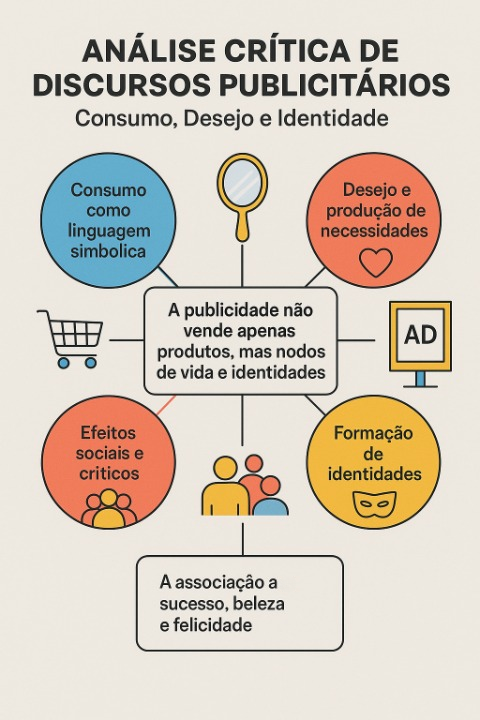 ANÁLISE CRÍTICA DE
DISCURSOS PUBLICITÁRIOS
Consumo, Desejo e Identidade
Consumo
como
linguagem
simbolica
Desejo e
produção de
necessidades
A publicidade não
vende apenas
produtos, mas nodos
de vida e identidades
AD
Efeitos
sociais e
criticos
Formação
de
identidades
A associaçâo a
sucesso, beleza
e felicidade